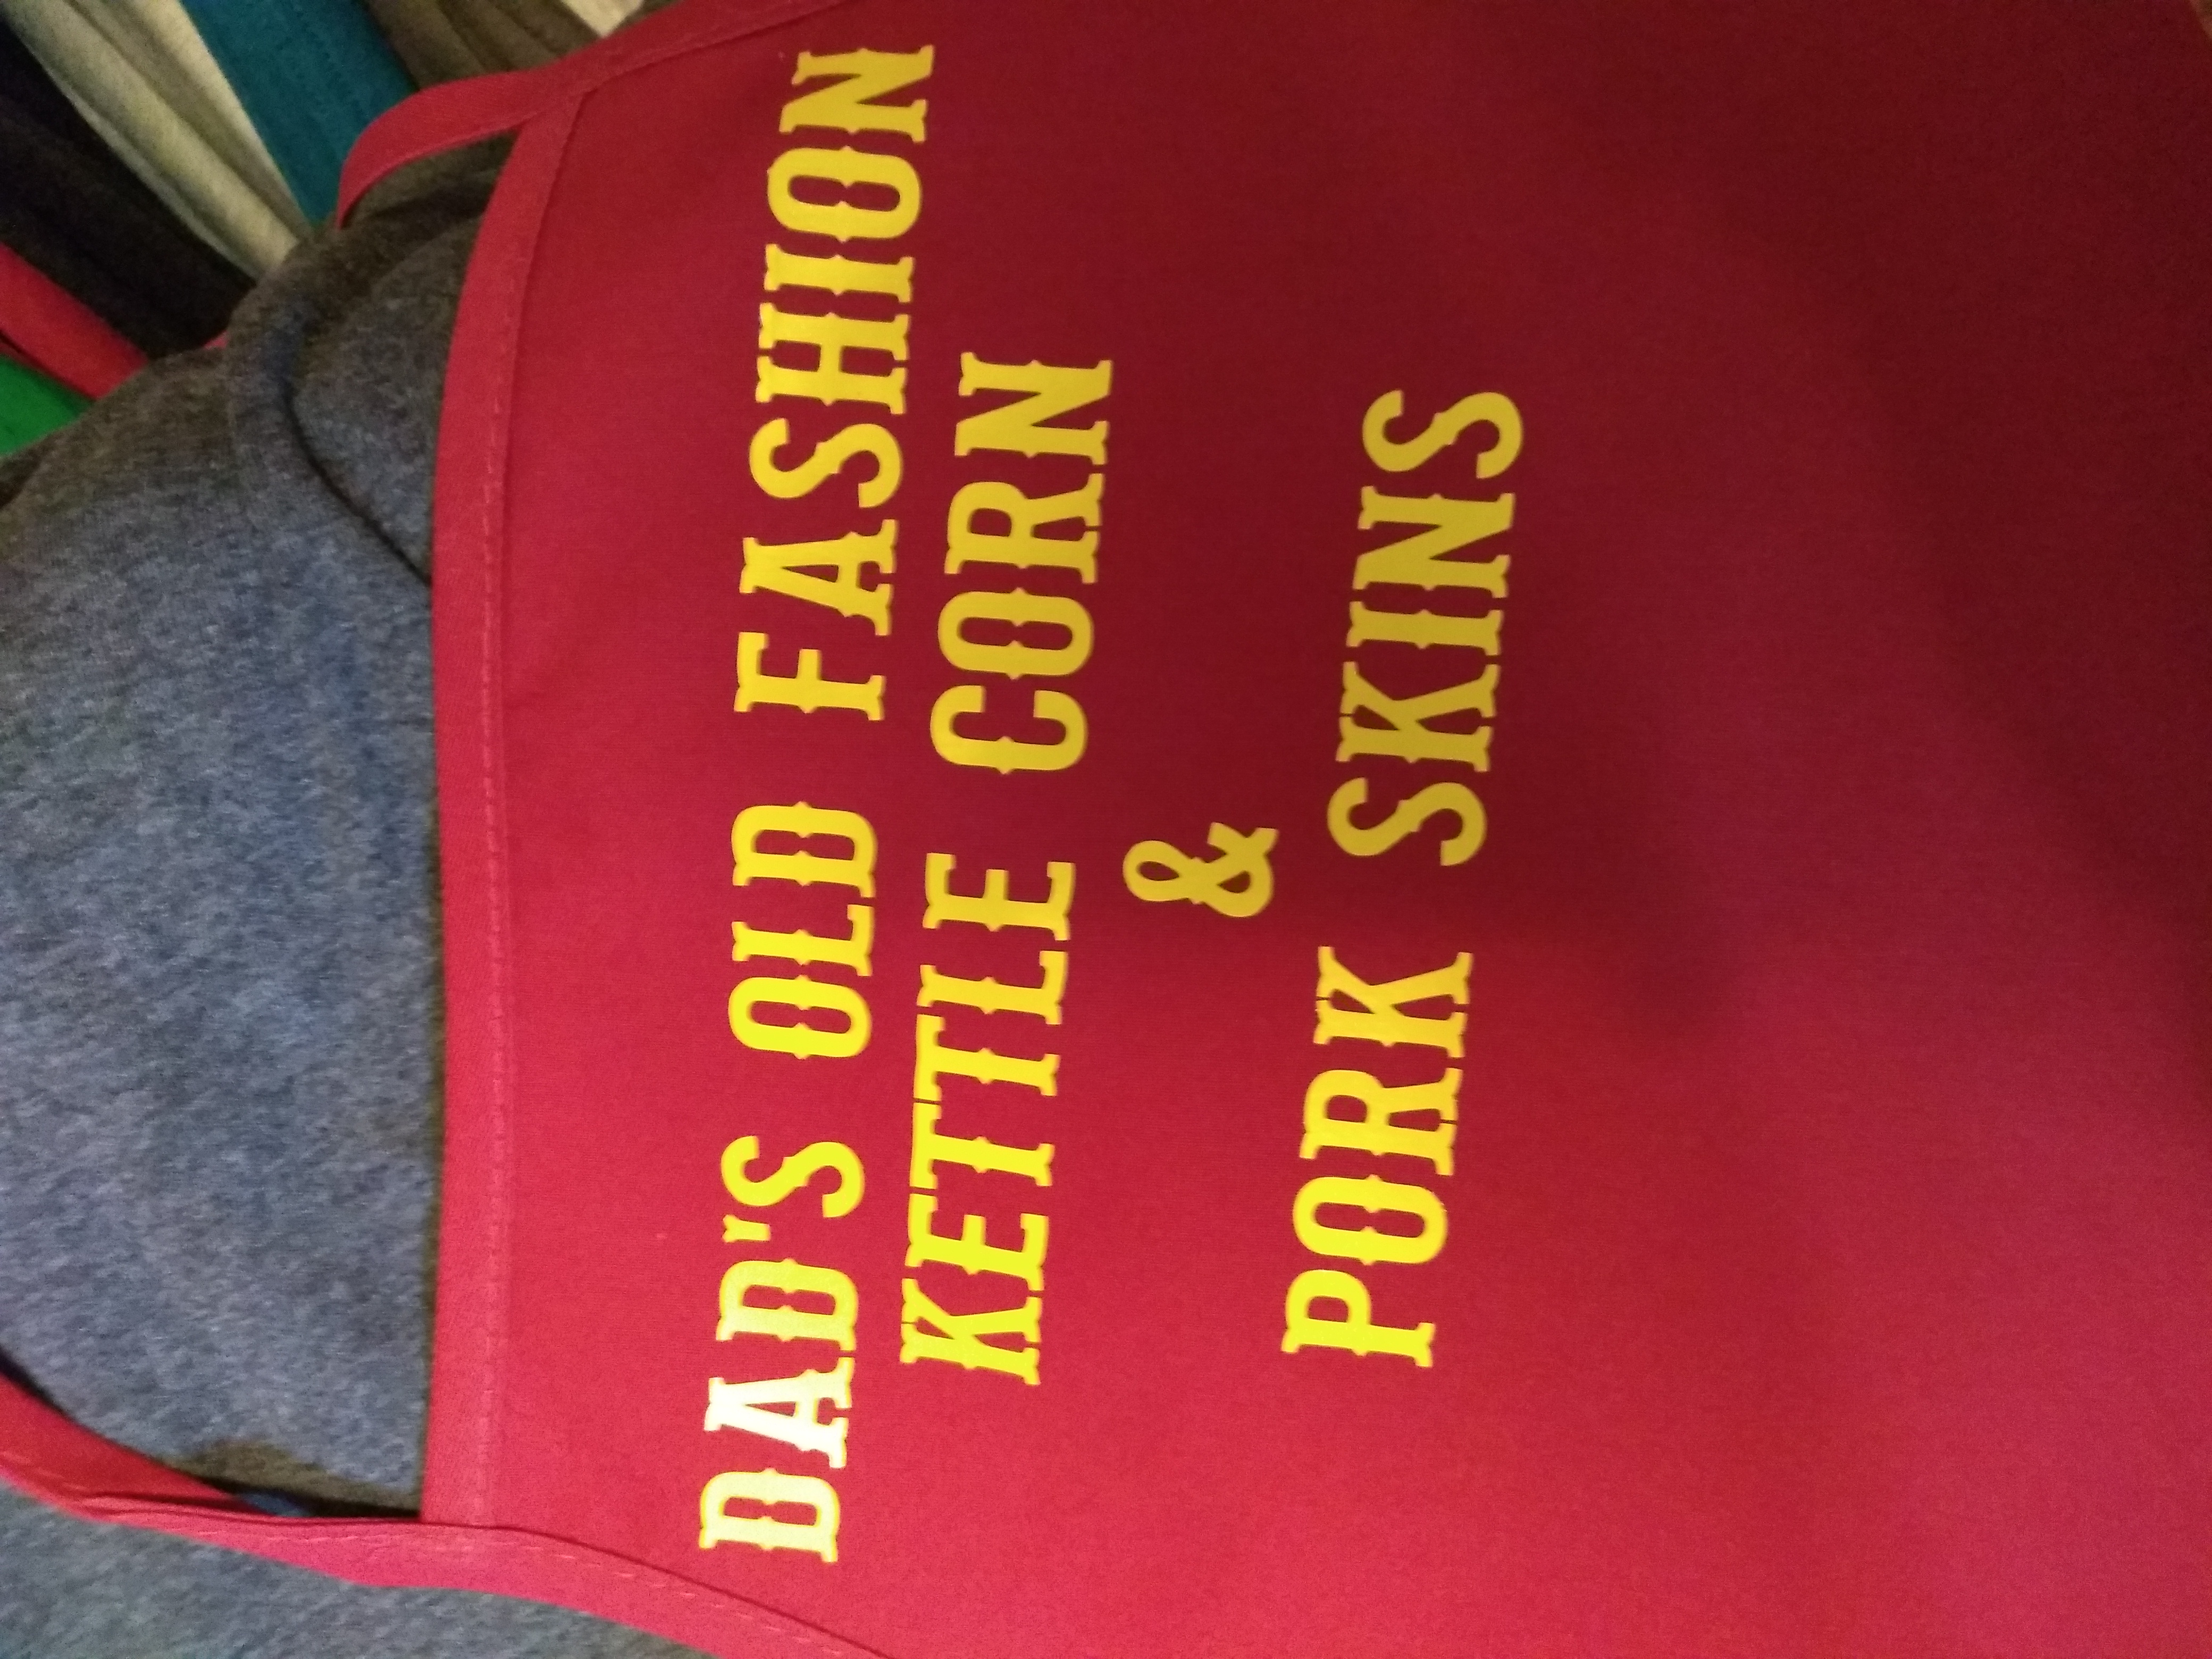 DAD'S OLD FASHION
KETTLE CORN
&
PORK SKINS